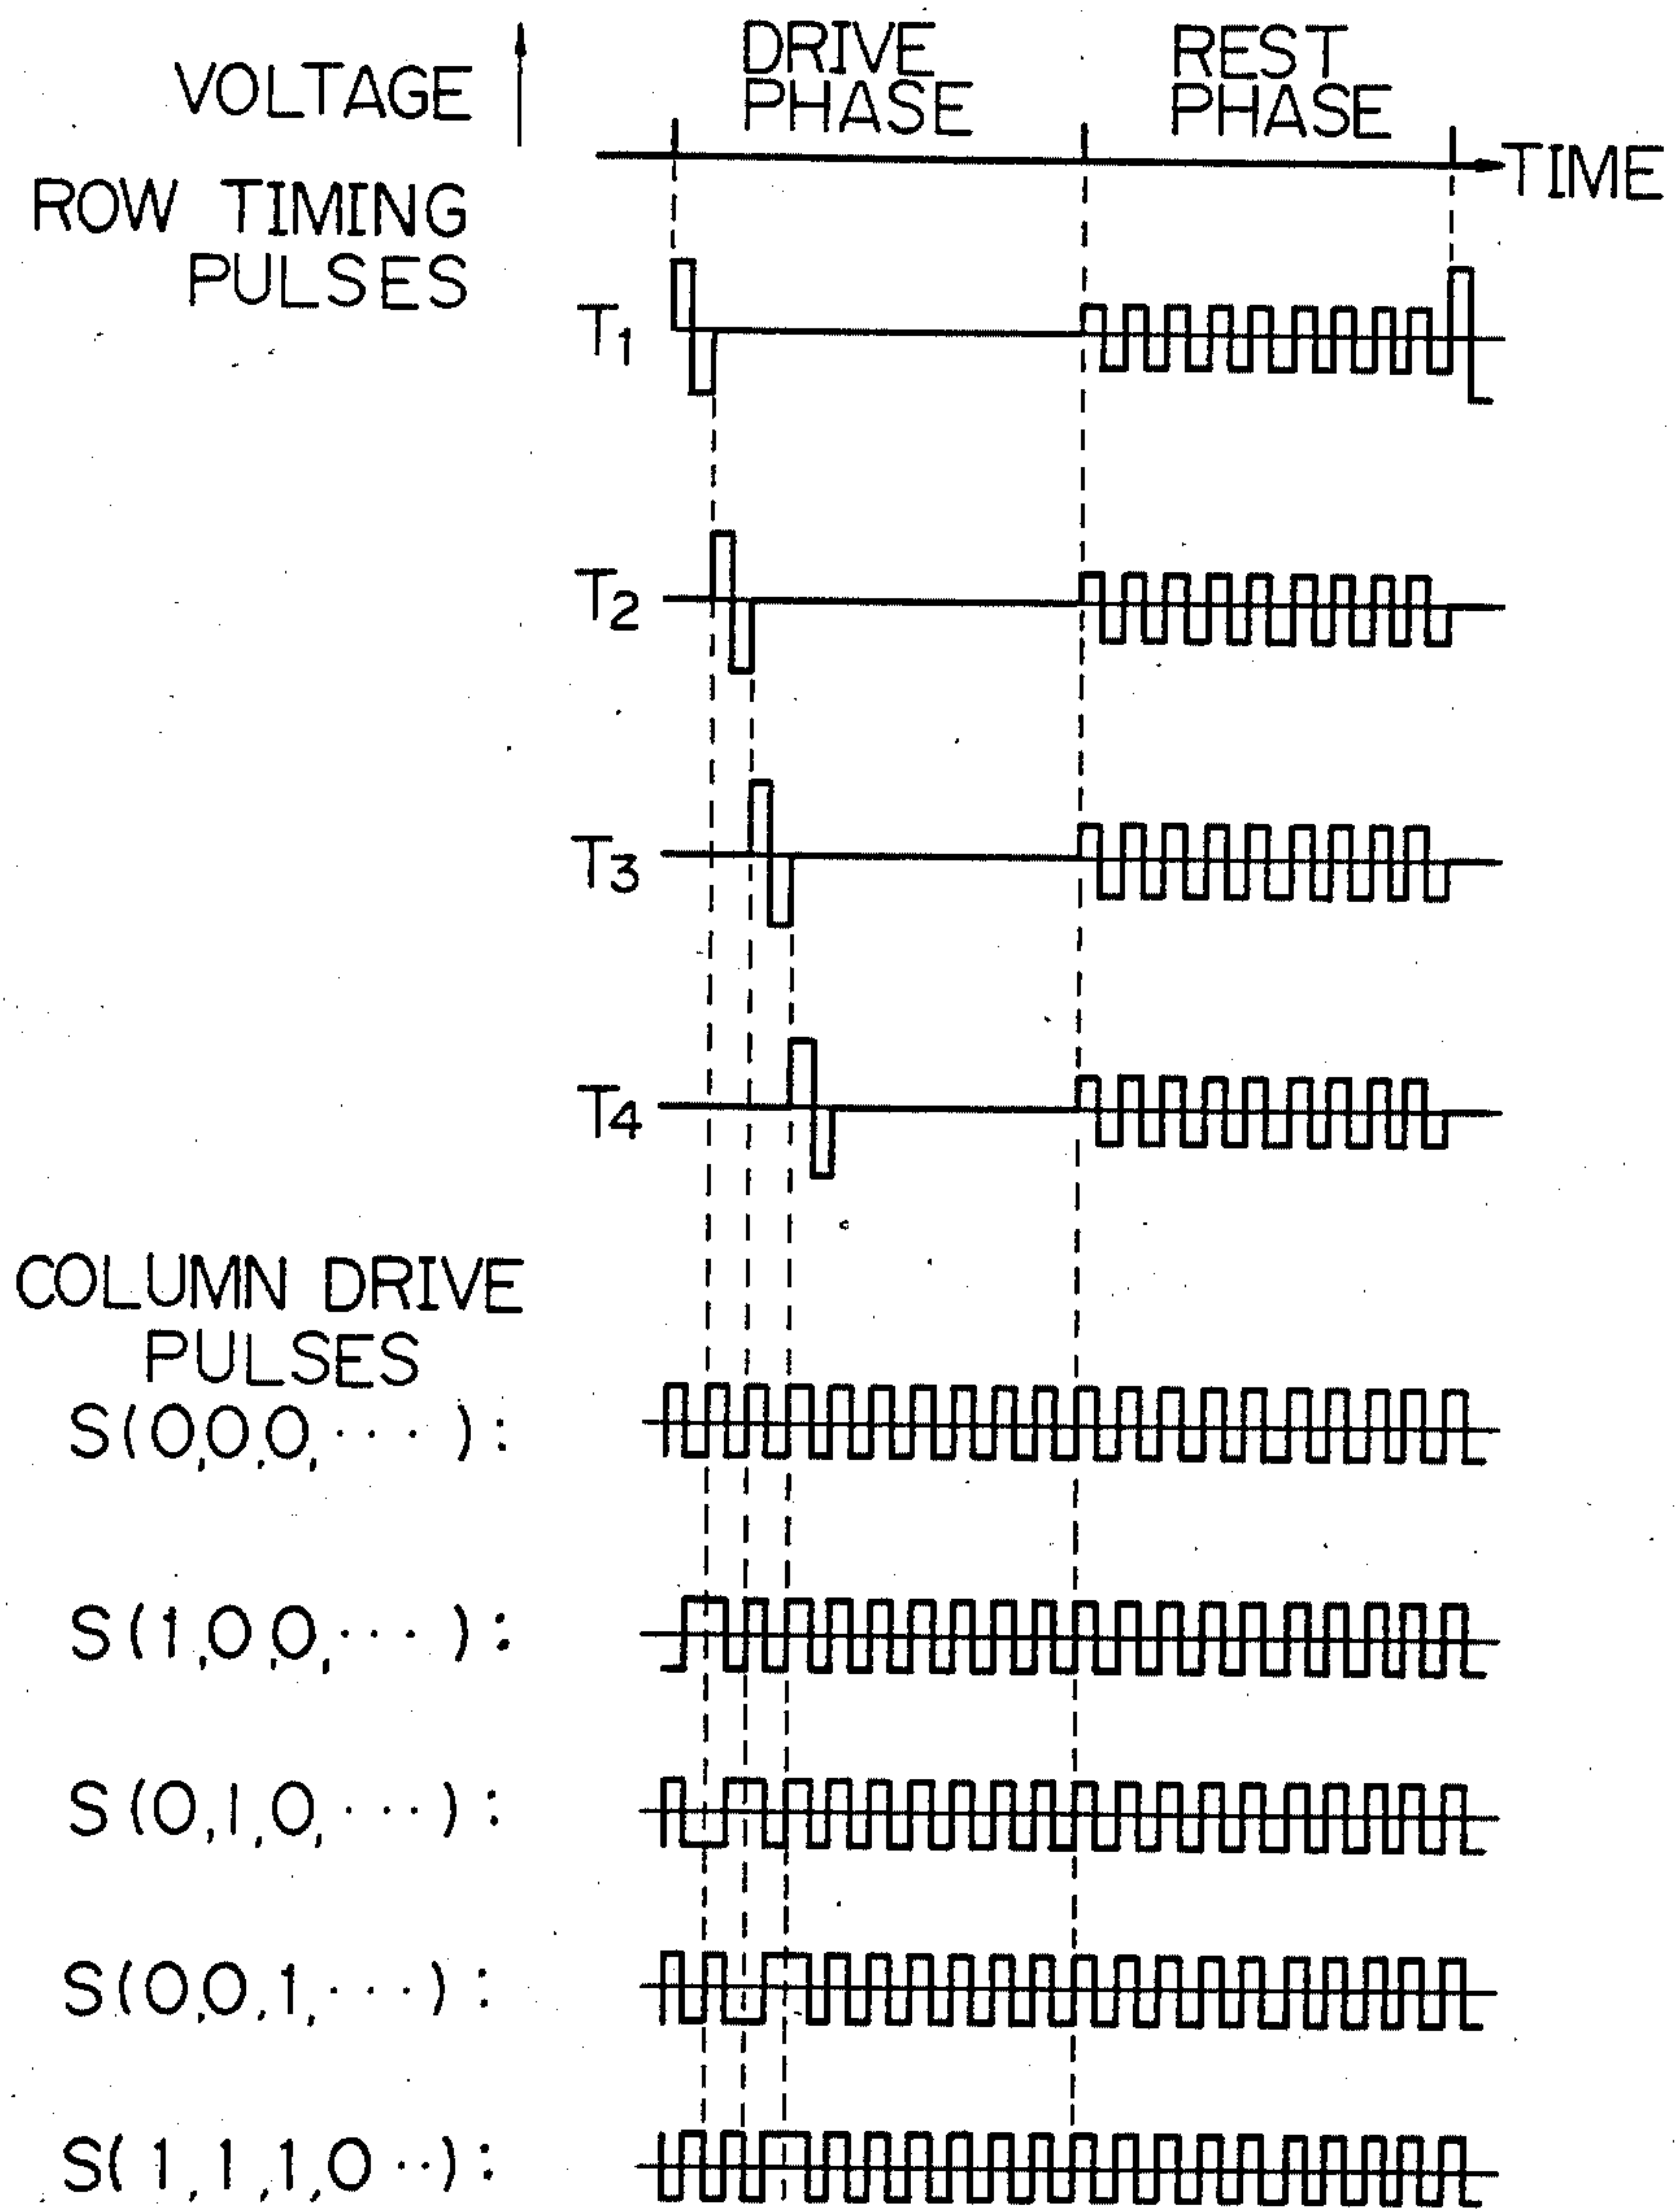 VOLTAGE
DRIVE
PHASE
REST
PHASE
TIME
ROW TIMING
PULSES
T1
T2
T3
T4
COLUMN DRIVE
PULSES
S(0,0,0,···):
S(1,0,0,···):
S(0,1,0,···):
S(0,0,1,···):
S(1,1,1,0··):